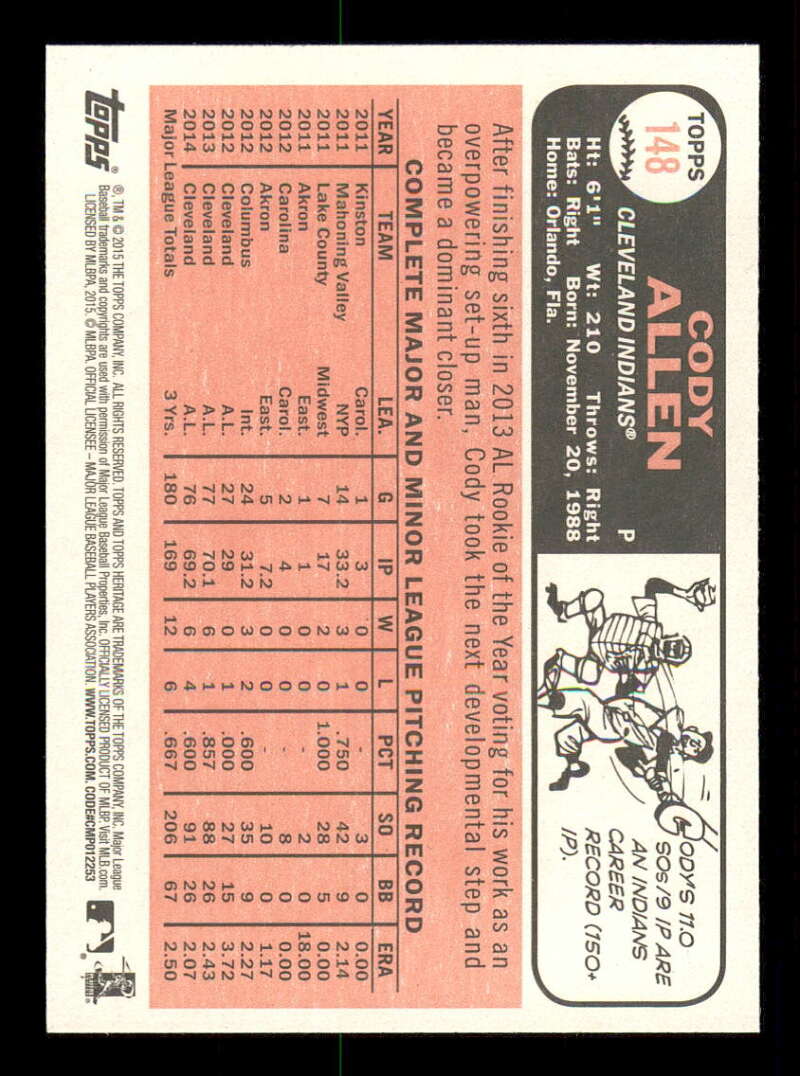 TOPPS
148
CODY
ALLEN
CLEVELAND INDIANS® P
Ht: 6'1" Wt: 210 Throws: Right
Bats: Right Born: November 20, 1988
Home: Orlando, Fla.
CODY'S 11.0
SOs/9 IP ARE
AN INDIANS
CAREER
RECORD (150+
IP).
After finishing sixth in 2013 AL Rookie of the Year voting for his work as an
overpowering set-up man, Cody took the next developmental step and
became a dominant closer.
COMPLETE MAJOR AND MINOR LEAGUE PITCHING RECORD
YEAR TEAM LEA. G IP W L PCT SO BB ERA
2011 Kinston Carol. 1 3 0 0 - 3 0 0.00
2011 Mahoning Valley NYP 14 33.2 3 1 .750 42 9 2.14
2011 Lake County Midwest 7 17 2 0 1.000 28 5 0.00
2011 Akron East. 1 1 0 0 - 2 0 18.00
2012 Carolina Carol. 2 4 0 0 - 8 0 0.00
2012 Akron East. 5 7.2 0 0 - 10 0 1.17
2012 Columbus Int. 24 31.2 3 2 .600 35 9 2.27
2012 Cleveland A.L. 27 29 0 1 .000 27 15 3.72
2013 Cleveland A.L. 77 70.1 6 1 .857 88 26 2.43
2014 Cleveland A.L. 76 69.2 6 4 .600 91 26 2.07
Major League Totals 3 Yrs. 180 169 12 6 .667 206 67 2.50
topps®
®, TM & © 2015 THE TOPPS COMPANY, INC. ALL RIGHTS RESERVED. TOPPS AND TOPPS HERITAGE ARE TRADEMARKS OF THE TOPPS COMPANY, INC. Major League
Baseball trademarks and copyrights are used with permission of Major League Baseball Properties, Inc. OFFICIALLY LICENSED PRODUCT OF MLBP. Visit MLB.com.
LICENSED BY MLBPA, 2015. © MLBPA. OFFICIAL LICENSEE – MAJOR LEAGUE BASEBALL PLAYERS ASSOCIATION. WWW.TOPPS.COM. CODE#CMP012253